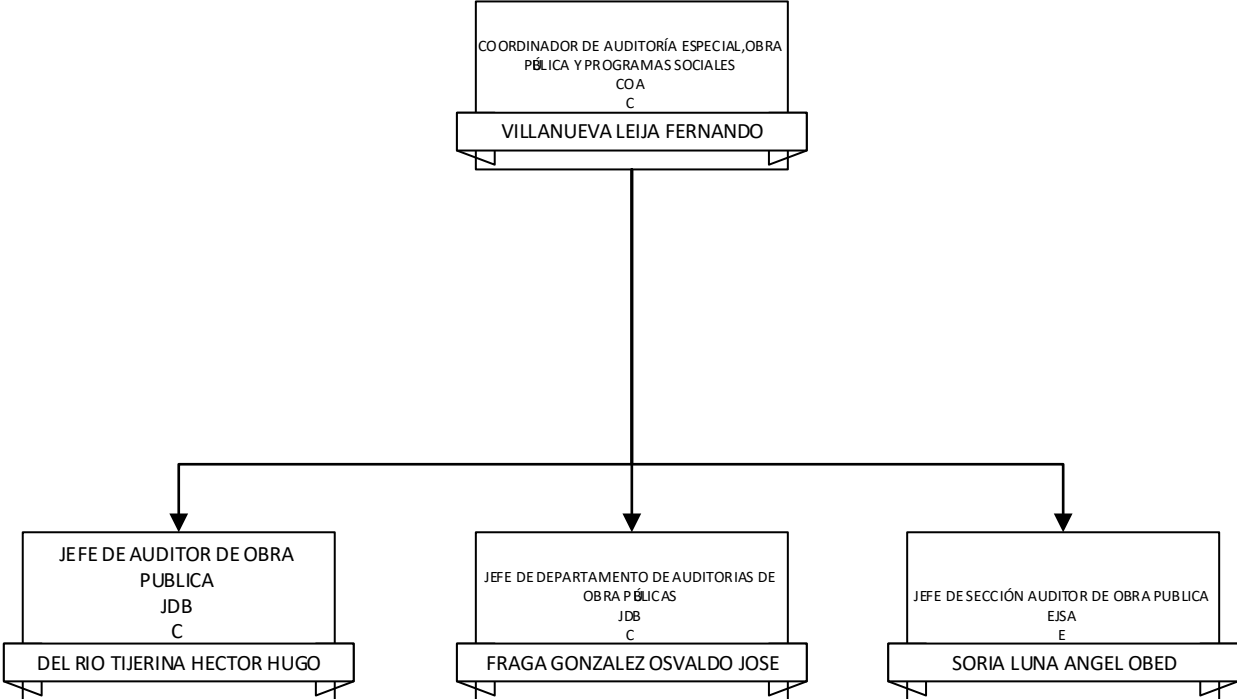 COORDINADOR DE AUDITORÍA ESPECIAL,OBRA
PÚBLICA Y PROGRAMAS SOCIALES
COA
C
VILLANUEVA LEIJA FERNANDO
JEFE DE AUDITOR DE OBRA
PUBLICA
JDB
C
DEL RIO TIJERINA HECTOR HUGO
JEFE DE DEPARTAMENTO DE AUDITORIAS DE
OBRA PÚBLICAS
JDB
C
FRAGA GONZALEZ OSVALDO JOSE
JEFE DE SECCIÓN AUDITOR DE OBRA PUBLICA
EJSA
E
SORIA LUNA ANGEL OBED